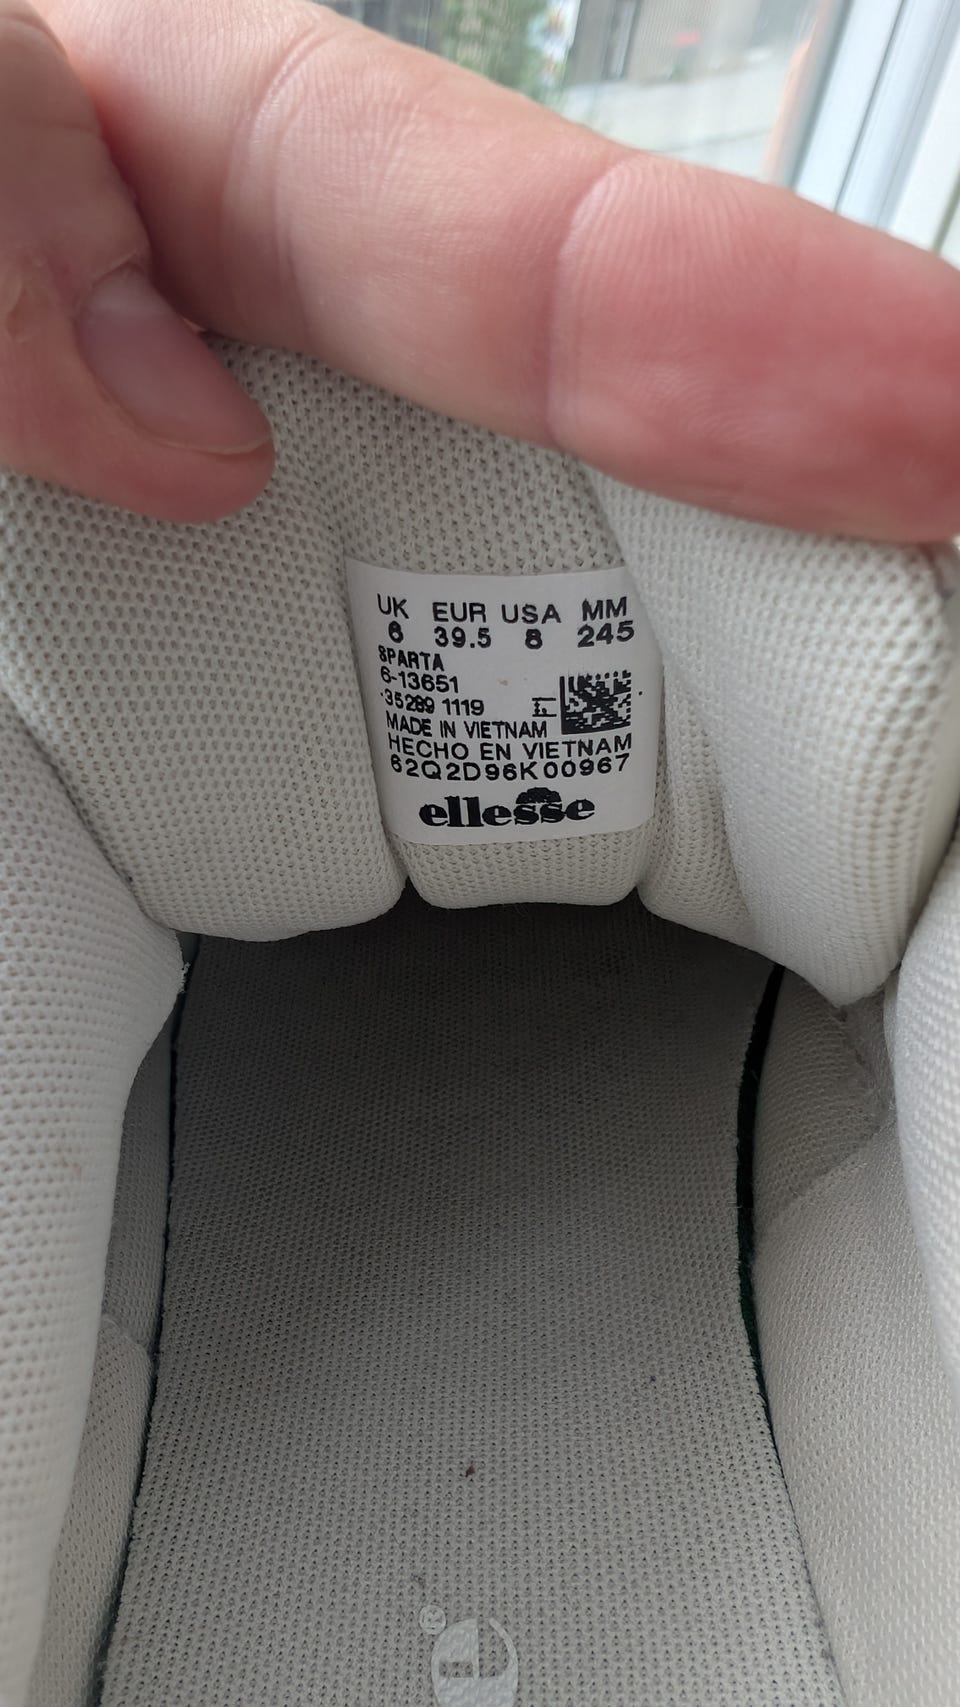 UK EUR USA MM
6 39.5 8 245
SPARTA
6-13651
35289 1119
MADE IN VIETNAM
HECHO EN VIETNAM
62Q2D96K00967
ellesse
®